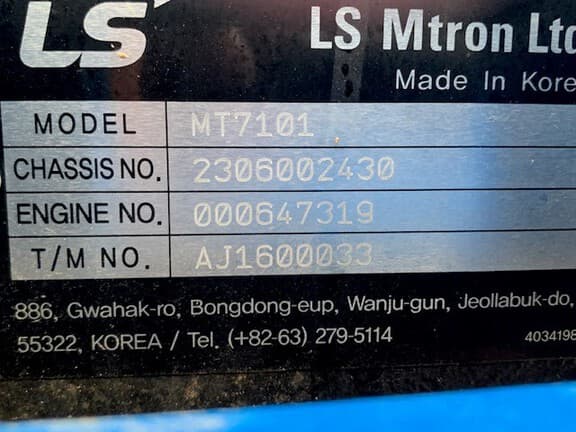 LS
LS Mtron Ltd
Made In Kore
MODEL MT7101
CHASSIS NO. 2306002430
ENGINE NO. 000647319
T/M NO. AJ1600033
886, Gwahak-ro, Bongdong-eup, Wanju-gun, Jeollabuk-do,
55322, KOREA / Tel. (+82-63) 279-5114
4034198